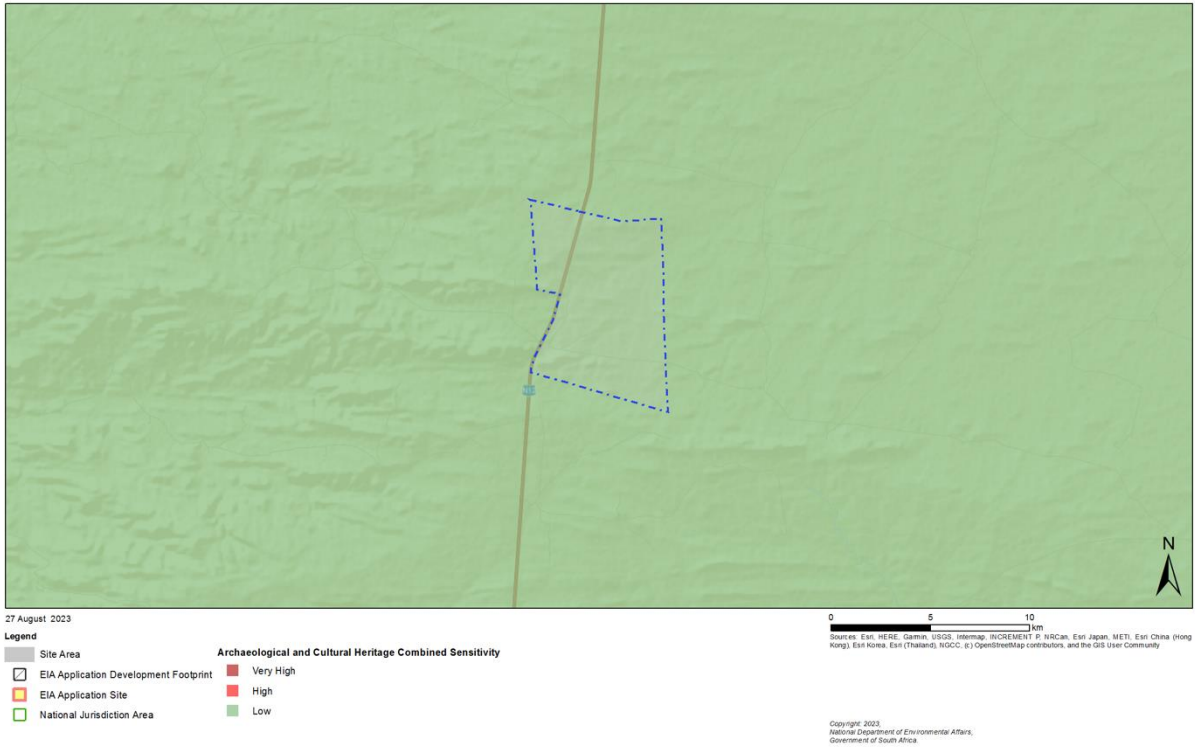 N
27 August 2023
Legend
Site Area
EIA Application Development Footprint
EIA Application Site
National Jurisdiction Area
Archaeological and Cultural Heritage Combined Sensitivity
Very High
High
Low
0 5 10
km
Sources: Esri, HERE, Garmin, USGS, Intermap, INCREMENT P, NRCan, Esri Japan, METI, Esri China (Hong
Kong), Esri Korea, Esri (Thailand), NGCC, (c) OpenStreetMap contributors, and the GIS User Community
Copyright: 2023,
National Department of Environmental Affairs,
Government of South Africa.